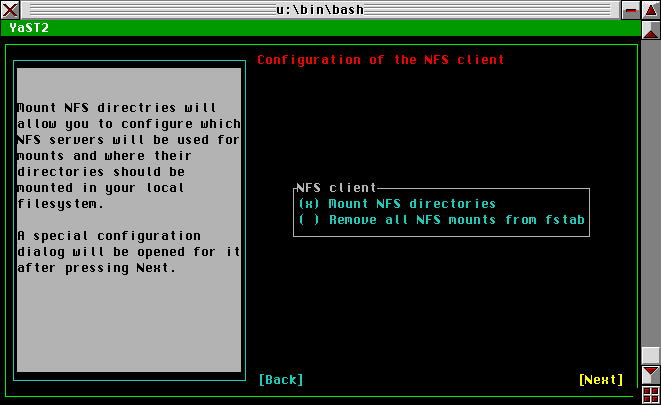 u:\bin\bash
YaST2
Configuration of the NFS client
Mount NFS directries will
allow you to configure which
NFS servers will be used for
mounts and where their
directories should be
mounted in your local
filesystem.
A special configuration
dialog will be opened for it
after pressing Next.
NFS client
(x) Mount NFS directories
( ) Remove all NFS mounts from fstab
[Back]
[Next]